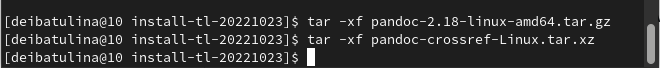 [deibatulina@10 install-tl-20221023]$ tar -xf pandoc-2.18-linux-amd64.tar.gz
[deibatulina@10 install-tl-20221023]$ tar -xf pandoc-crossref-Linux.tar.xz
[deibatulina@10 install-tl-20221023]$